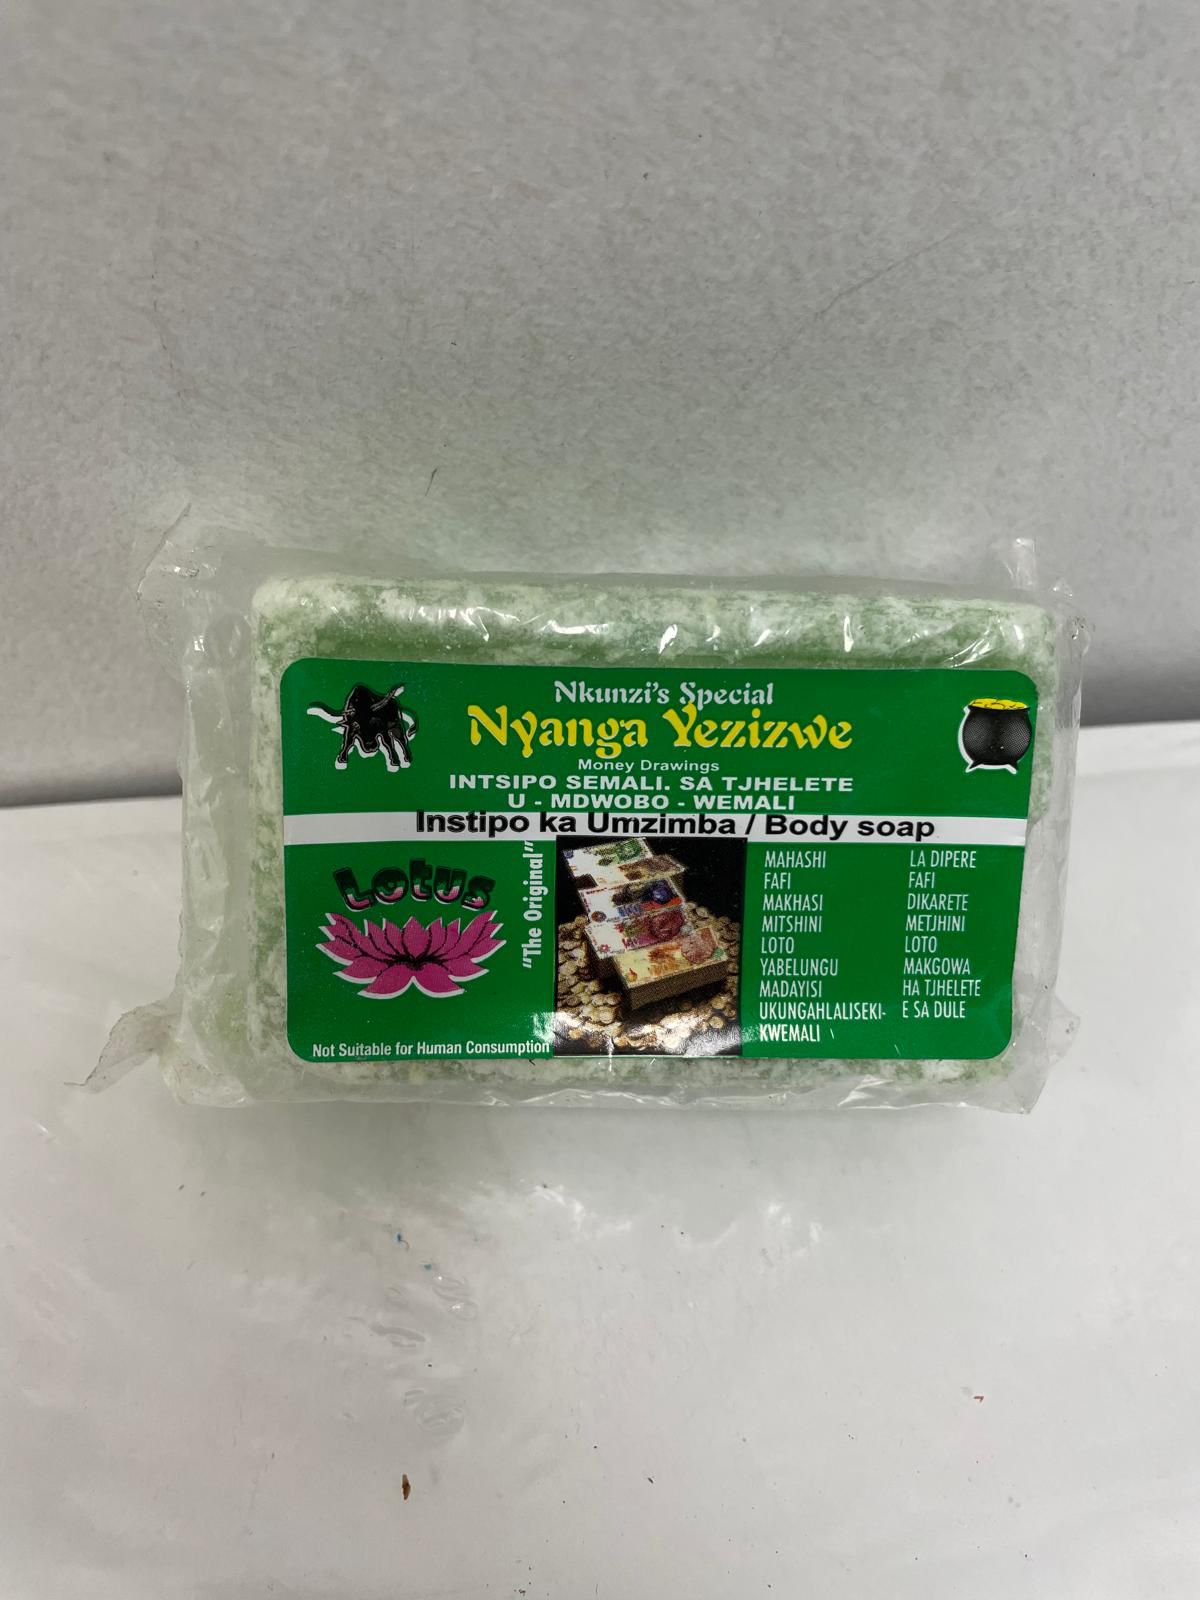 Nkunzi's Special
Nyanga Yezizwe
Money Drawings
INTSIPO SEMALI. SA TJHELETE
U - MDWOBO - WEMALI
Instipo ka Umzimba / Body soap
Lotus
"The Original"
Not Suitable for Human Consumption
MAHASHI
FAFI
MAKHASI
MITSHINI
LOTO
YABELUNGU
MADAYISI
UKUNGAHLALISEKI-
KWEMALI
LA DIPERE
FAFI
DIKARETE
METJHINI
LOTO
MAKGOWA
HA TJHELETE
E SA DULE